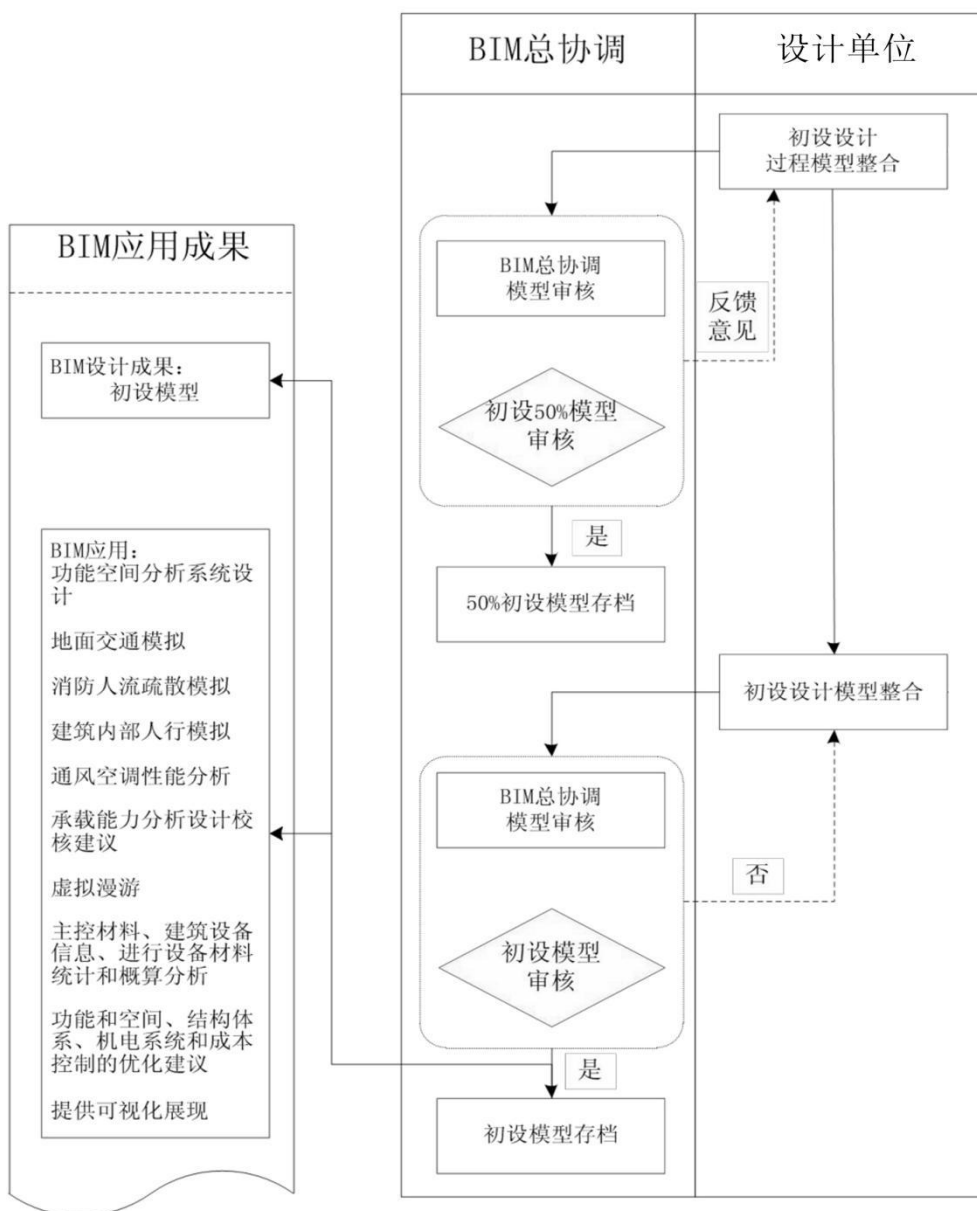 BIM总协调
设计单位
初设设计
过程模型整合
BIM应用成果
BIM总协调
模型审核
反馈
意见
BIM设计成果：
初设模型
初设50%模型
审核
是
BIM应用：
功能空间分析系统设
计
50%初设模型存档
地面交通模拟
消防人流疏散模拟
初设设计模型整合
建筑内部人行模拟
通风空调性能分析
BIM总协调
模型审核
承载能力分析设计校
核建议
否
虚拟漫游
主控材料、建筑设备
信息、进行设备材料
统计和概算分析
初设模型
审核
功能和空间、结构体
系、机电系统和成本
控制的优化建议
是
提供可视化展现
初设模型存档